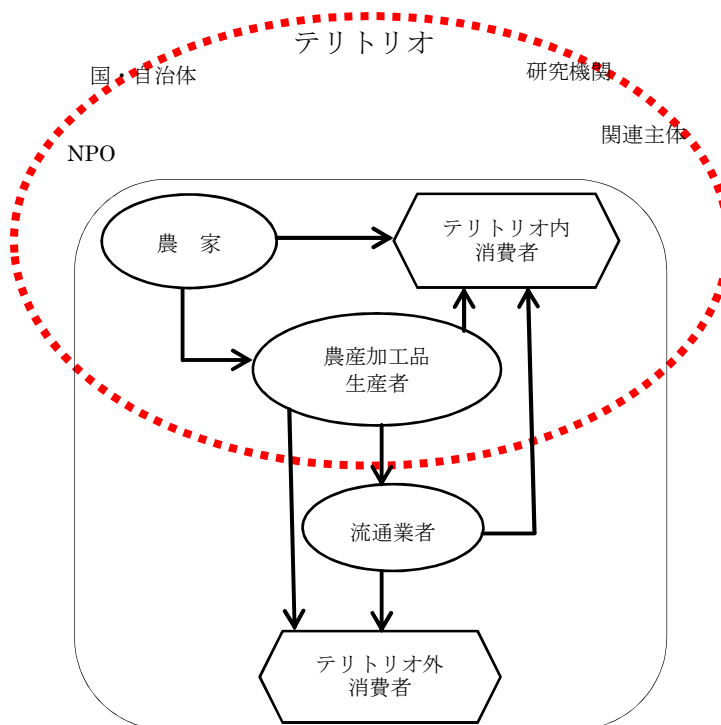 テリトリオ
国・自治体
研究機関
関連主体
NPO
農 家
テリトリオ内
消費者
農産加工品
生産者
流通業者
テリトリオ外
消費者